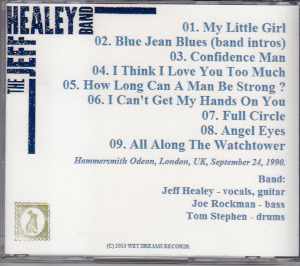 THE JEFF
HEALEY
BAND
01. My Little Girl
02. Blue Jean Blues (band intros)
03. Confidence Man
04. I Think I Love You Too Much
05. How Long Can A Man Be Strong ?
06. I Can't Get My Hands On You
07. Full Circle
08. Angel Eyes
09. All Along The Watchtower
Hammersmith Odeon, London, UK, September 24, 1990.
Band:
Jeff Healey - vocals, guitar
Joe Rockman - bass
Tom Stephen - drums
(C) 2013 WET DREAMS RECORDS